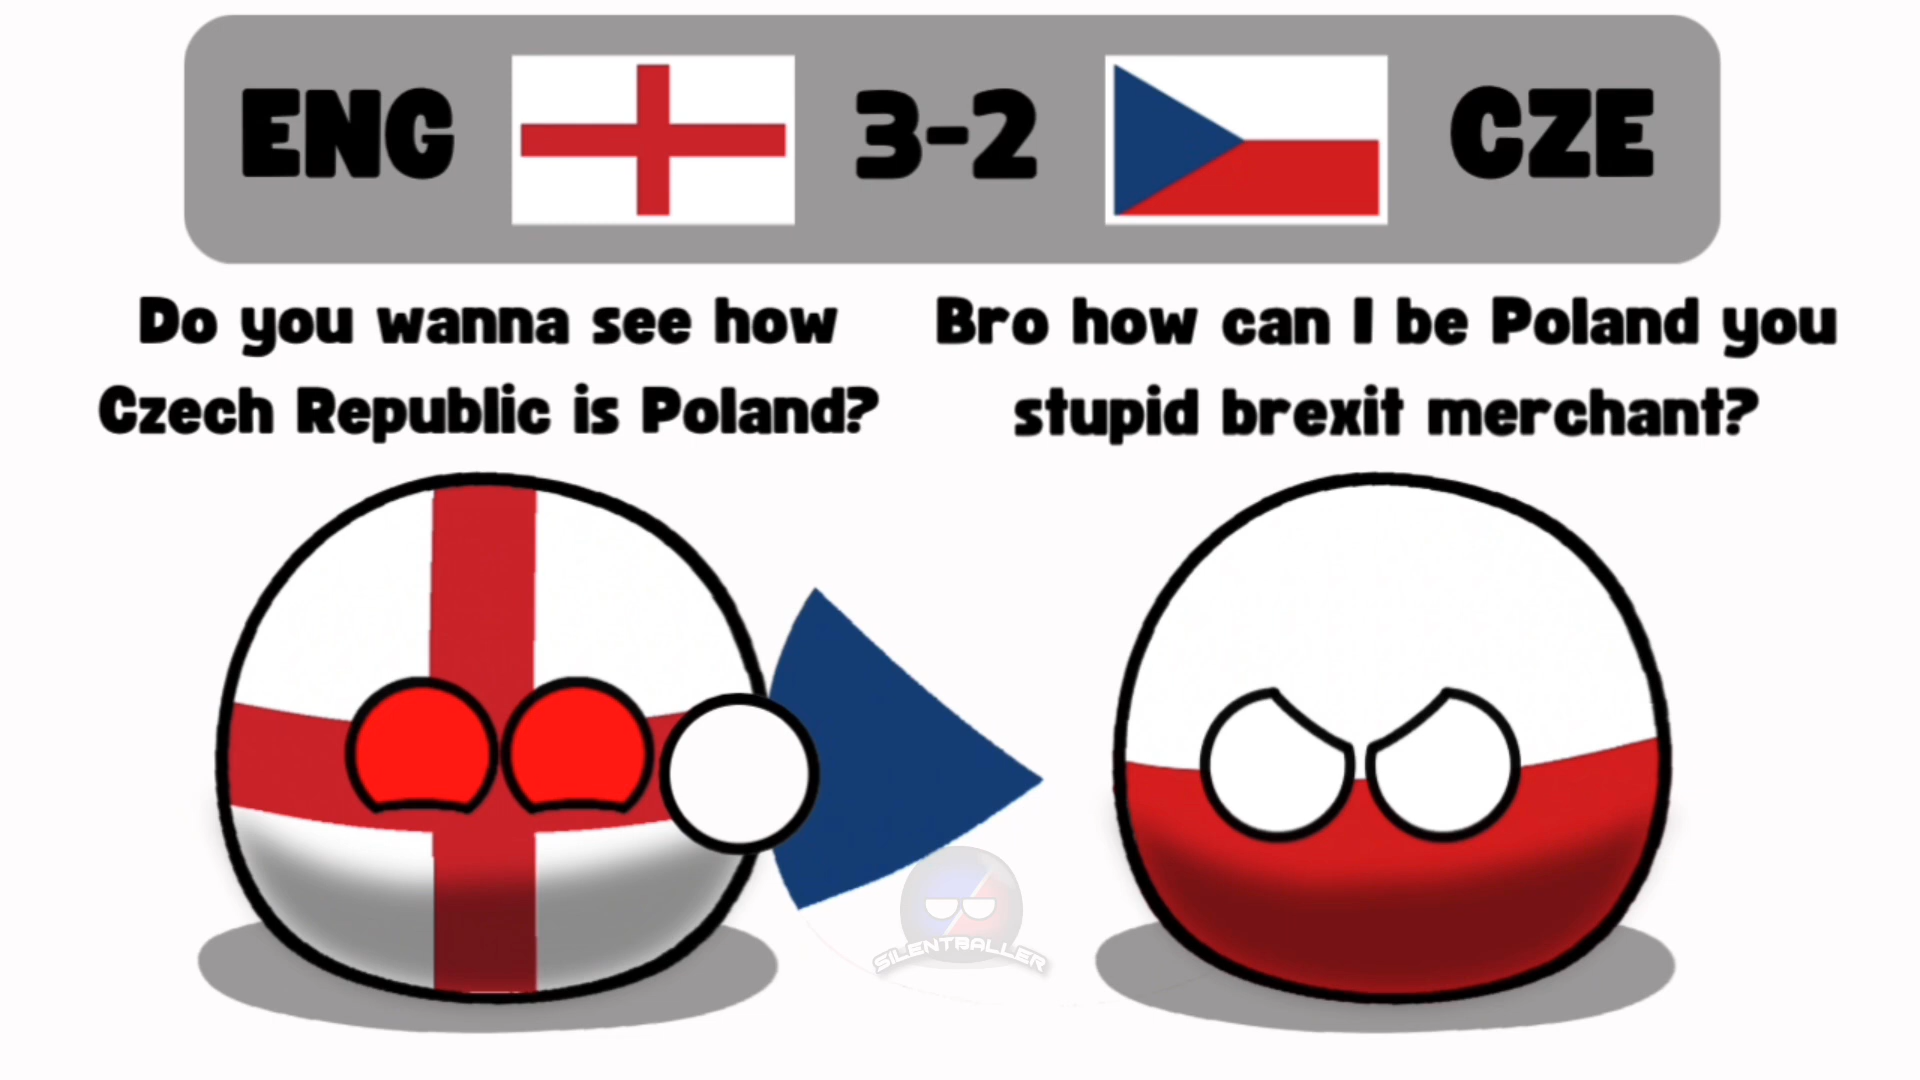 ENG 3-2 CZE
Do you wanna see how
Czech Republic is Poland?
Bro how can I be Poland you
stupid brexit merchant?
SILENTBALLER